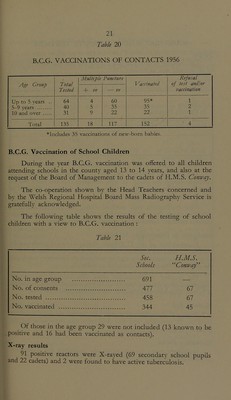 21
Table 20
B.C.G. VACCINATIONS OF CONTACTS 1956
Age Group Total Tested Multiple Puncture Vaccinated Refusal of test and/or vaccination
+ ve — ve
Up to 5 years .. 64 4 60 95* 1
5-9 years .. 40 5 35 35 2
10 and over .. 31 9 22 22 1
Total 135 18 117 152 4
*Includes 35 vaccinations of new-born babies.
B.C.G. Vaccination of School Children
During the year B.C.G. vaccination was offered to all children
attending schools in the county aged 13 to 14 years, and also at the
request of the Board of Management to the cadets of H.M.S. Conway.
The co-operation shown by the Head Teachers concerned and
by the Welsh Regional Hospital Board Mass Radiography Service is
gratefully acknowledged.
The following table shows the results of the testing of school
children with a view to B.C.G. vaccination :
Table 21
Sec. Schools H.M.S. “Conway”
No. in age group 691 —
No. of consents 477 67
No. tested 458 67
No. vaccinated 344 45
Of those in the age group 29 were not included (13 known to be
positive and 16 had been vaccinated as contacts).
X-ray results
91 positive reactors were X-rayed (69 secondary school pupils
and 22 cadets) and 2 were found to have active tuberculosis.